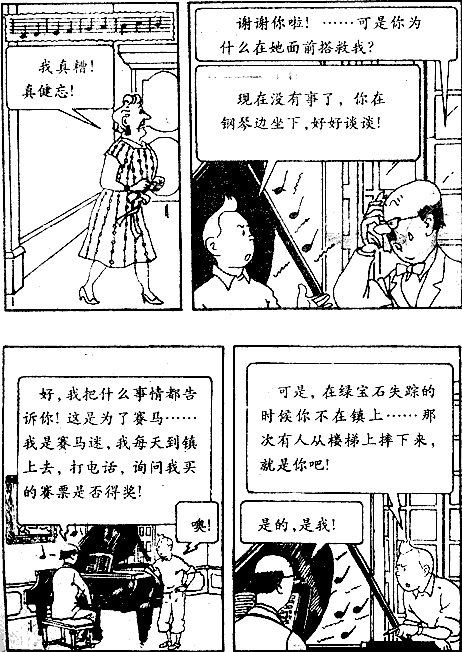 我真糟!
真健忘!
谢谢你啦! ……可是你为
什么在她面前搭救我?
现在没有事了,你在
钢琴边坐下,好好谈谈!
好,我把什么事情都告
诉你!这是为了赛马……
我是赛马迷,我每天到镇
上去,打电话,询问我买
的赛票是否得奖!
噢!
可是,在绿宝石失踪的
时候你不在镇上……那
次有人从楼梯上摔下来,
就是你吧!
是的,是我!